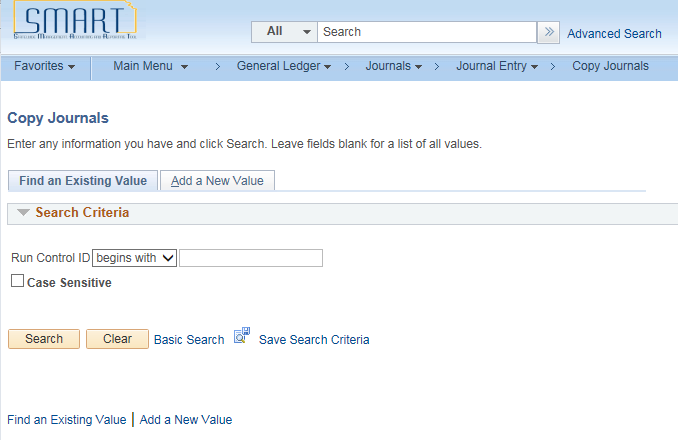 SMART
All Search Advanced Search
Favorites Main Menu > General Ledger > Journals > Journal Entry > Copy Journals
Copy Journals
Enter any information you have and click Search. Leave fields blank for a list of all values.
Find an Existing Value Add a New Value
Search Criteria
Run Control ID begins with
Case Sensitive
Search Clear Basic Search Save Search Criteria
Find an Existing Value | Add a New Value